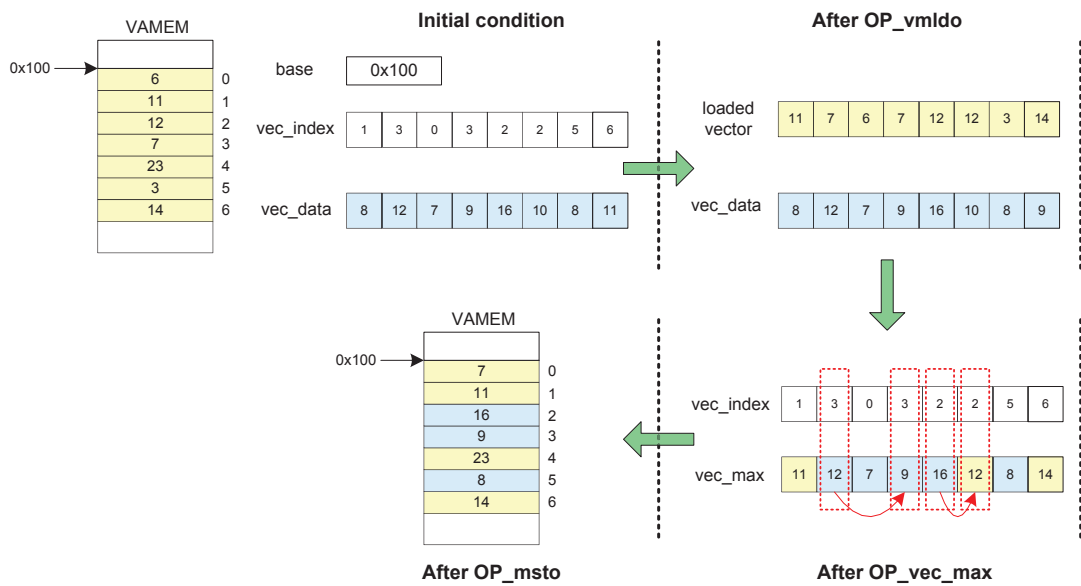 Initial condition
After OP_vmldo
VAMEM
0x100
6 0
11 1
12 2
7 3
23 4
3 5
14 6
base 0x100
vec_index 1 3 0 3 2 2 5 6
vec_data 8 12 7 9 16 10 8 11
loaded
vector
11 7 6 7 12 12 3 14
vec_data 8 12 7 9 16 10 8 9
VAMEM
0x100
7 0
11 1
16 2
9 3
23 4
8 5
14 6
vec_index 1 3 0 3 2 2 5 6
vec_max 11 12 7 9 16 12 8 14
After OP_msto
After OP_vec_max